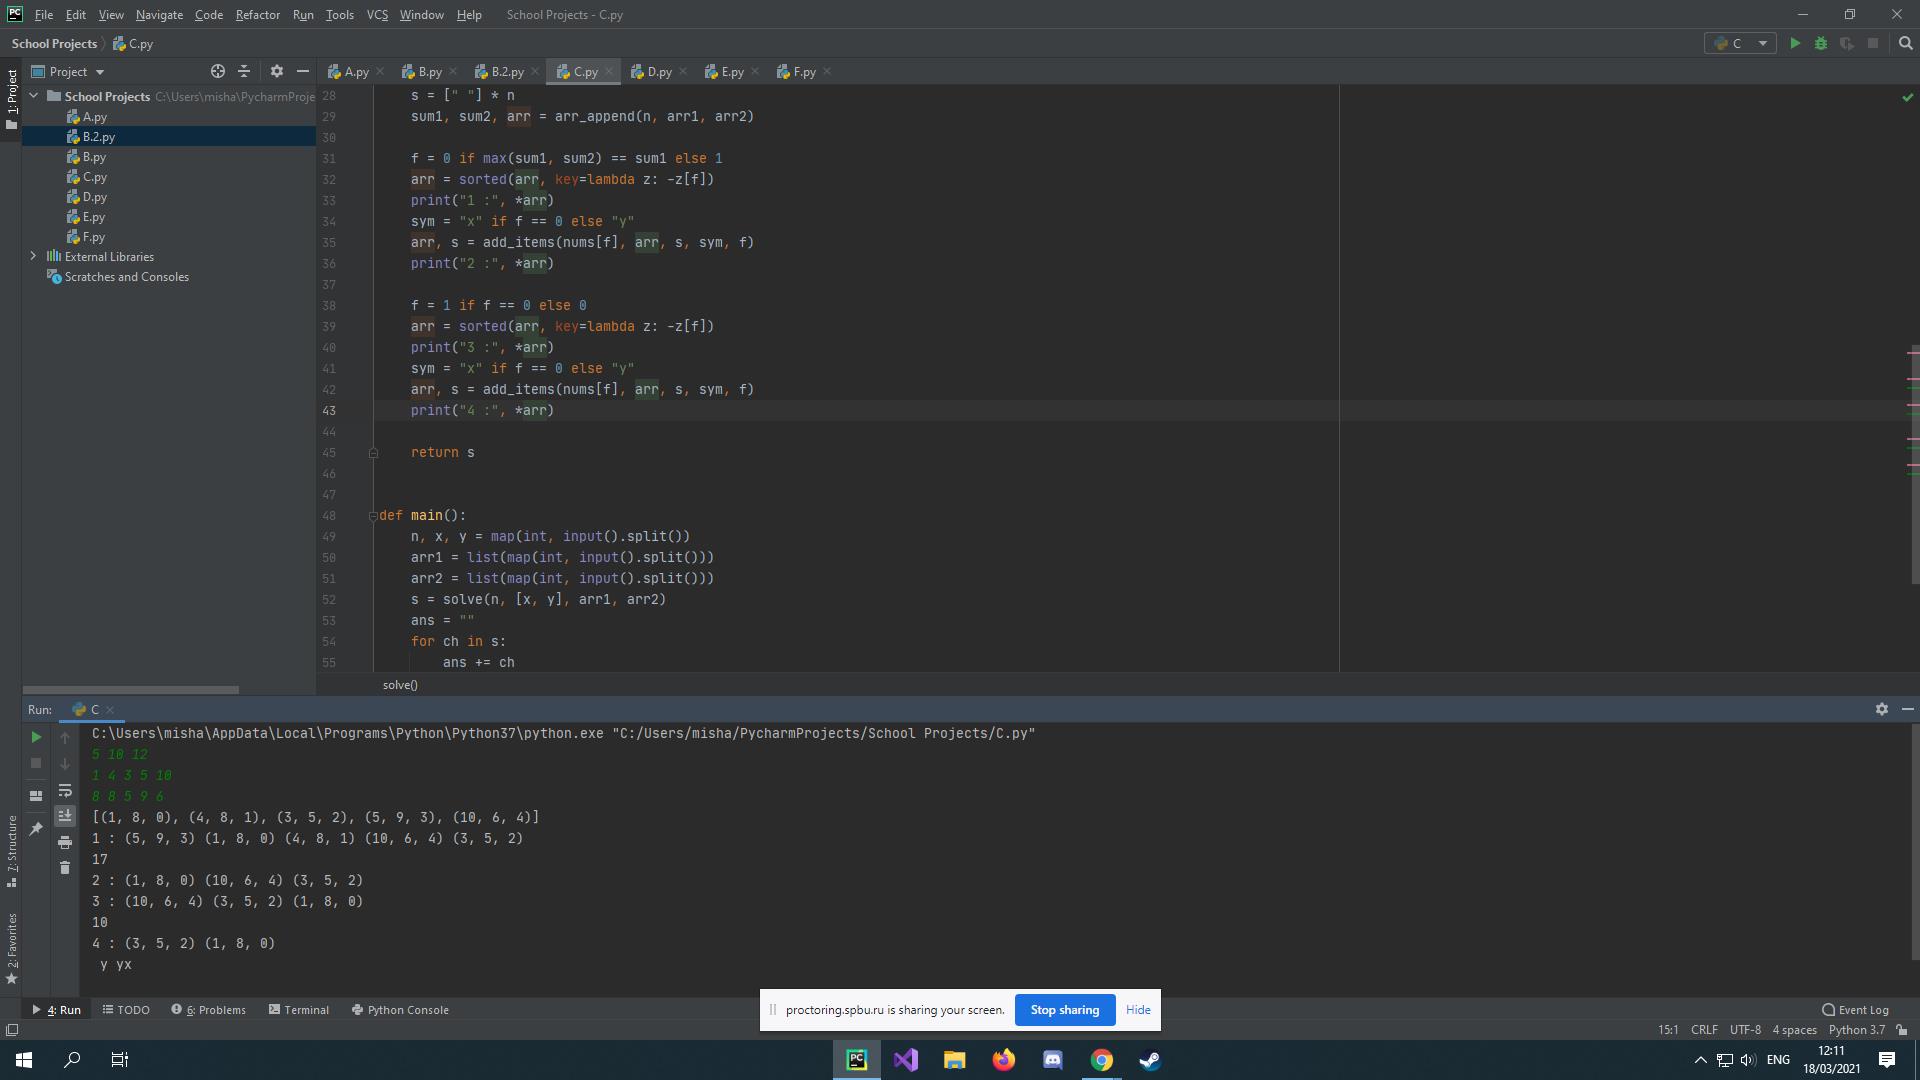 File Edit View Navigate Code Refactor Run Tools VCS Window Help School Projects - C.py
School Projects C.py
C
1: Project
Project
A.py B.py B.2.py C.py D.py E.py F.py
School Projects C:\Users\misha\PycharmProje
A.py
B.2.py
B.py
C.py
D.py
E.py
F.py
External Libraries
Scratches and Consoles
28 s = [" "] * n
29 sum1, sum2, arr = arr_append(n, arr1, arr2)
30
31 f = 0 if max(sum1, sum2) == sum1 else 1
32 arr = sorted(arr, key=lambda z: -z[f])
33 print("1 :", *arr)
34 sym = "x" if f == 0 else "y"
35 arr, s = add_items(nums[f], arr, s, sym, f)
36 print("2 :", *arr)
37
38 f = 1 if f == 0 else 0
39 arr = sorted(arr, key=lambda z: -z[f])
40 print("3 :", *arr)
41 sym = "x" if f == 0 else "y"
42 arr, s = add_items(nums[f], arr, s, sym, f)
43 print("4 :", *arr)
44
45 return s
46
47
48 def main():
49 n, x, y = map(int, input().split())
50 arr1 = list(map(int, input().split()))
51 arr2 = list(map(int, input().split()))
52 s = solve(n, [x, y], arr1, arr2)
53 ans = ""
54 for ch in s:
55 ans += ch
solve()
Run: C
C:\Users\misha\AppData\Local\Programs\Python\Python37\python.exe "C:/Users/misha/PycharmProjects/School Projects/C.py"
5 10 12
1 4 3 5 10
8 8 5 9 6
[(1, 8, 0), (4, 8, 1), (3, 5, 2), (5, 9, 3), (10, 6, 4)]
1 : (5, 9, 3) (1, 8, 0) (4, 8, 1) (10, 6, 4) (3, 5, 2)
17
2 : (1, 8, 0) (10, 6, 4) (3, 5, 2)
3 : (10, 6, 4) (3, 5, 2) (1, 8, 0)
10
4 : (3, 5, 2) (1, 8, 0)
y yx
7: Structure
2: Favorites
proctoring.spbu.ru is sharing your screen. Stop sharing Hide
4: Run TODO 6: Problems Terminal Python Console Event Log
15:1 CRLF UTF-8 4 spaces Python 3.7
PC
ENG
12:11
18/03/2021